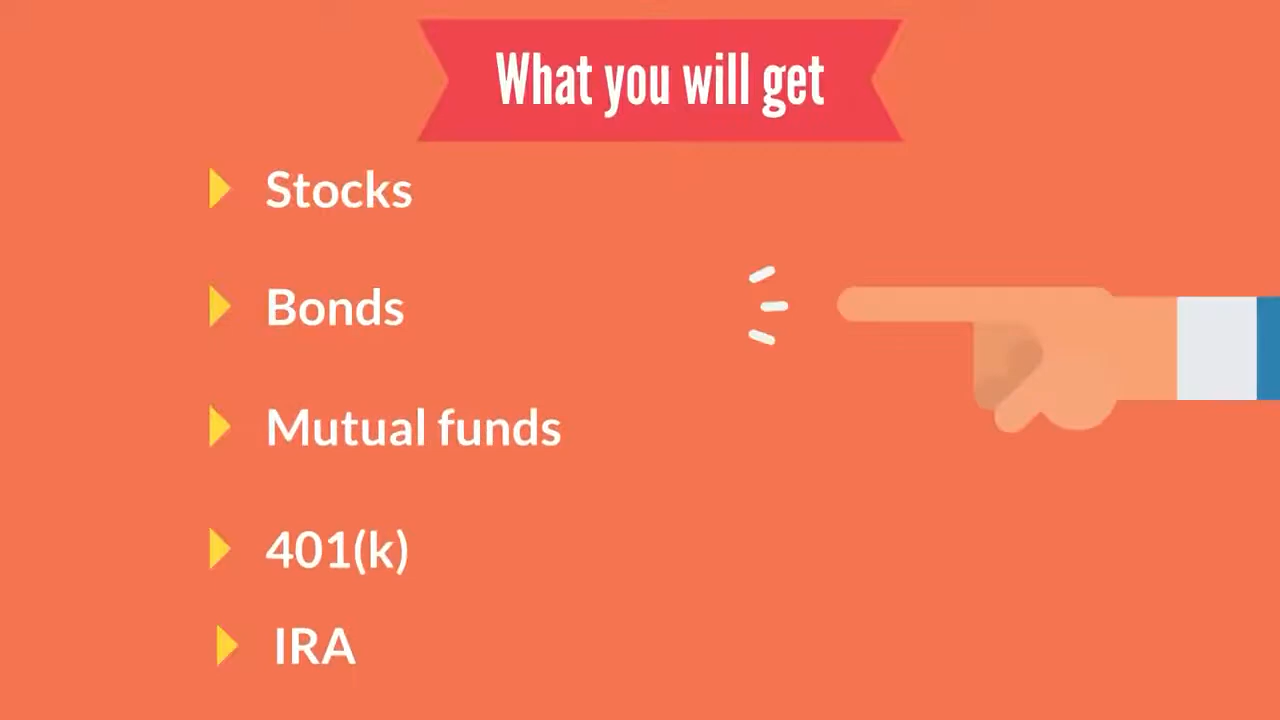 What you will get
Stocks
Bonds
Mutual funds
401(k)
IRA